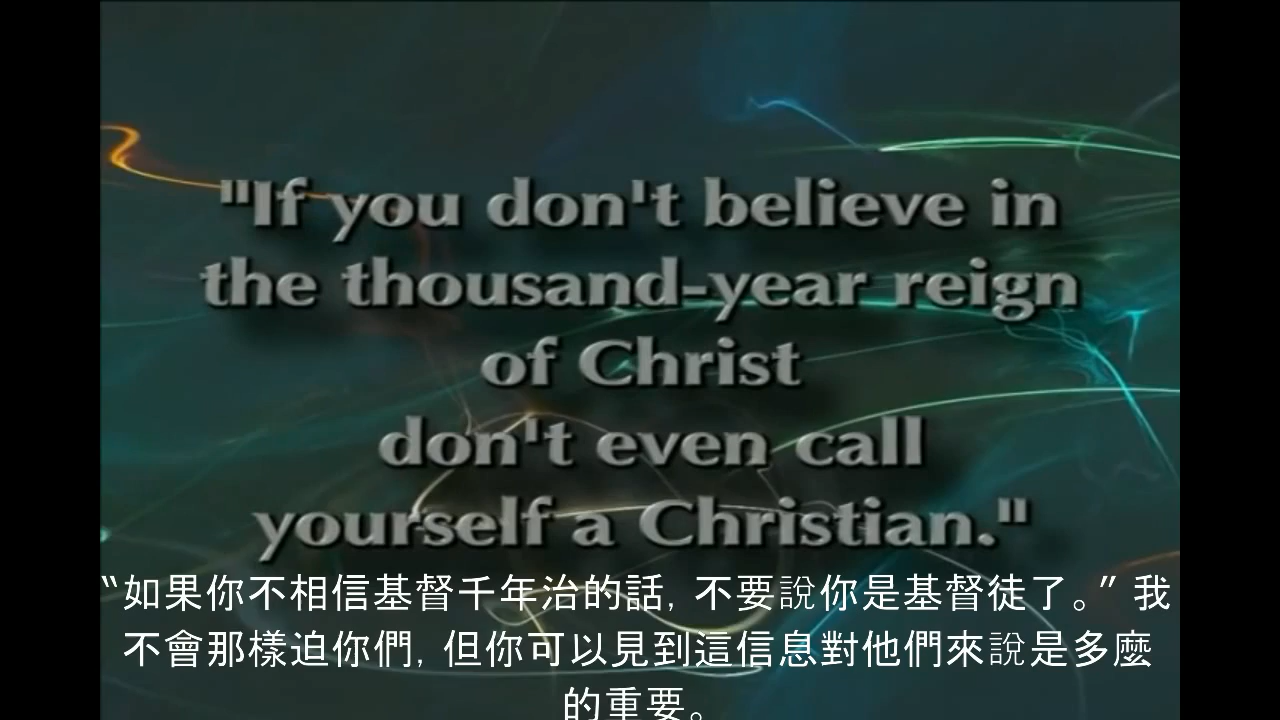 "If you don't believe in
the thousand-year reign
of Christ
don't even call
yourself a Christian."
“如果你不相信基督千年治的話, 不要說你是基督徒了。” 我
不會那樣迫你們, 但你可以見到這信息對他們來說是多麼
的重要。